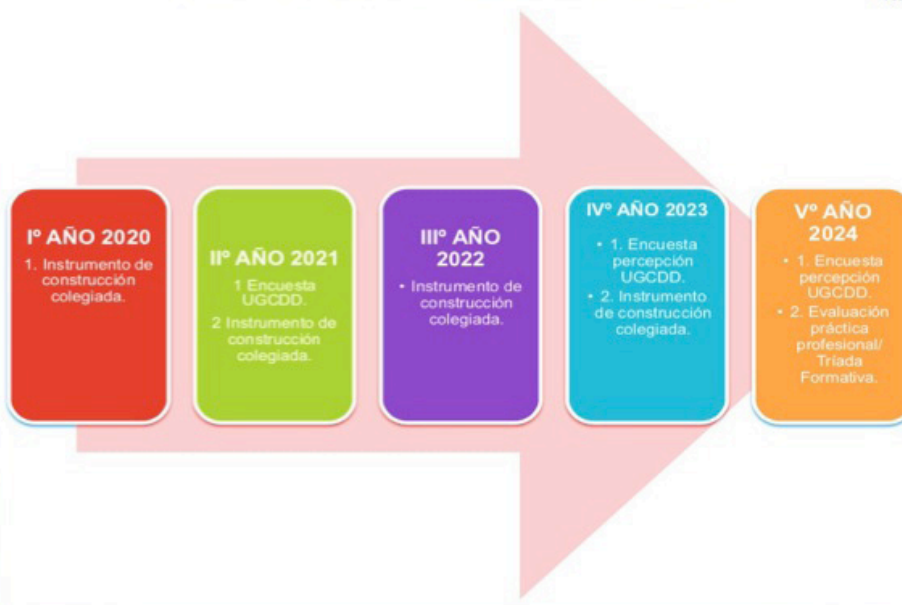 Iº AÑO 2020
1. Instrumento de
construcción
colegiada.
IIº AÑO 2021
1 Encuesta
UGCDD.
2 Instrumento de
construcción
colegiada.
IIIº AÑO
2022
• Instrumento de
construcción
colegiada.
IVº AÑO 2023
• 1. Encuesta
percepción
UGCDD.
• 2. Instrumento
de construcción
colegiada.
Vº AÑO
2024
• 1. Encuesta
percepción
UGCDD.
• 2. Evaluación
práctica
profesional/
Tríada
Formativa.